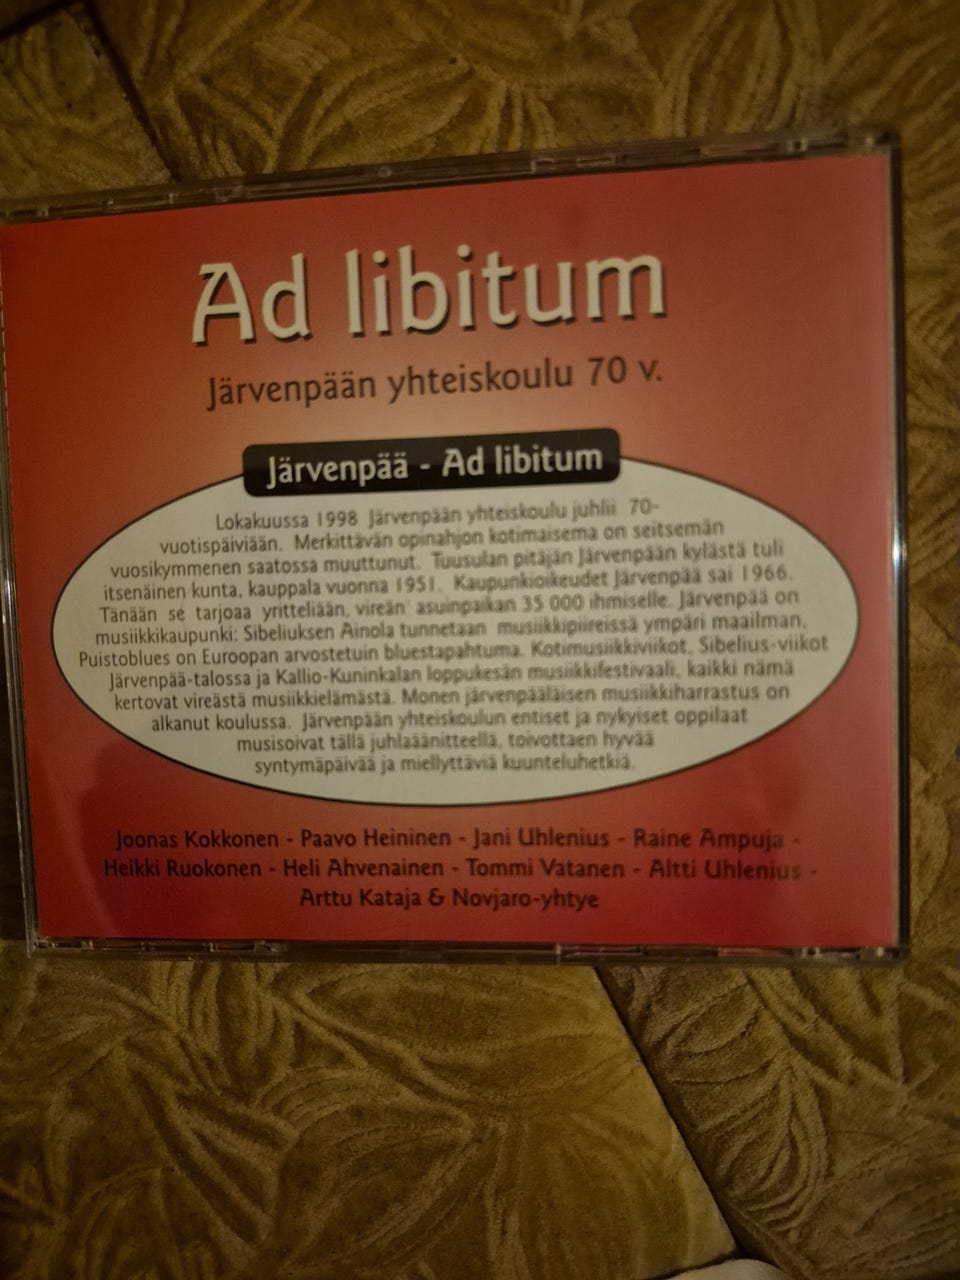 Ad libitum
Järvenpään yhteiskoulu 70 v.
Järvenpää - Ad libitum
Lokakuussa 1998 Järvenpään yhteiskoulu juhlii 70-
vuotispäiviään. Merkittävän opinahjon kotimaisema on seitsemän
vuosikymmenen saatossa muuttunut. Tuusulan pitäjän Järvenpään kylästä tuli
itsenäinen kunta, kauppala vuonna 1951. Kaupunkioikeudet Järvenpää sai 1966.
Tänään se tarjoaa yritteliään, vireän asuinpaikan 35 000 ihmiselle. Järvenpää on
musiikkikaupunki: Sibeliuksen Ainola tunnetaan musiikkipiireissä ympäri maailman,
Puistoblues on Euroopan arvostetuin bluestapahtuma. Kotimusiikkiviikot, Sibelius-viikot
Järvenpää-talossa ja Kallio-Kuninkalan loppukesän musiikkifestivaali, kaikki nämä
kertovat vireästä musiikkielämästä. Monen järvenpääläisen musiikkiharrastus on
alkanut koulussa. Järvenpään yhteiskoulun entiset ja nykyiset oppilaat
musisoivat tällä juhlaäänitteellä, toivottaen hyvää
syntymäpäivää ja miellyttäviä kuunteluhetkiä.
Joonas Kokkonen - Paavo Heininen - Jani Uhlenius - Raine Ampuja -
Heikki Ruokonen - Heli Ahvenainen - Tommi Vatanen - Altti Uhlenius -
Arttu Kataja & Novjaro-yhtye